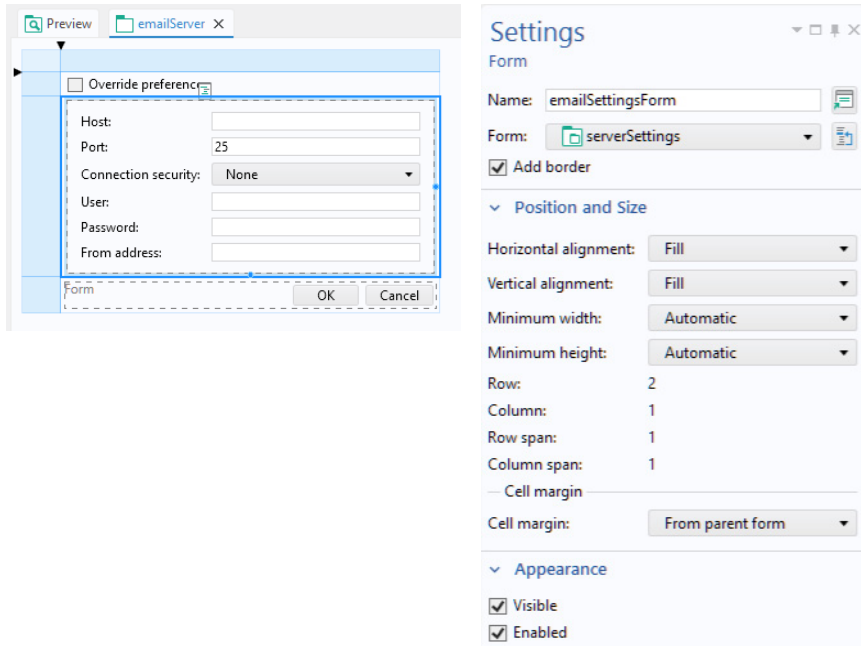 Preview
emailServer
Override preference
Host:
Port: 25
Connection security: None
User:
Password:
From address:
Form
OK Cancel
Settings
Form
Name: emailSettingsForm
Form: serverSettings
Add border
Position and Size
Horizontal alignment: Fill
Vertical alignment: Fill
Minimum width: Automatic
Minimum height: Automatic
Row: 2
Column: 1
Row span: 1
Column span: 1
Cell margin
Cell margin: From parent form
Appearance
Visible
Enabled